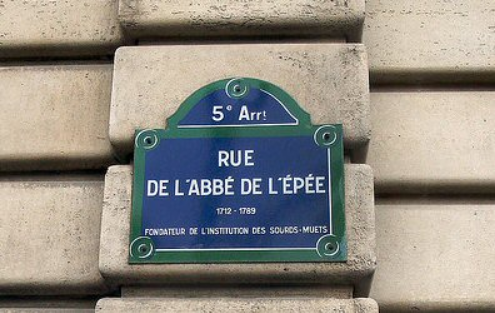 5e Arrt
RUE
DE L'ABBÉ DE L'ÉPÉE
1712 - 1789
FONDATEUR DE L'INSTITUTION DES SOURDS-MUETS